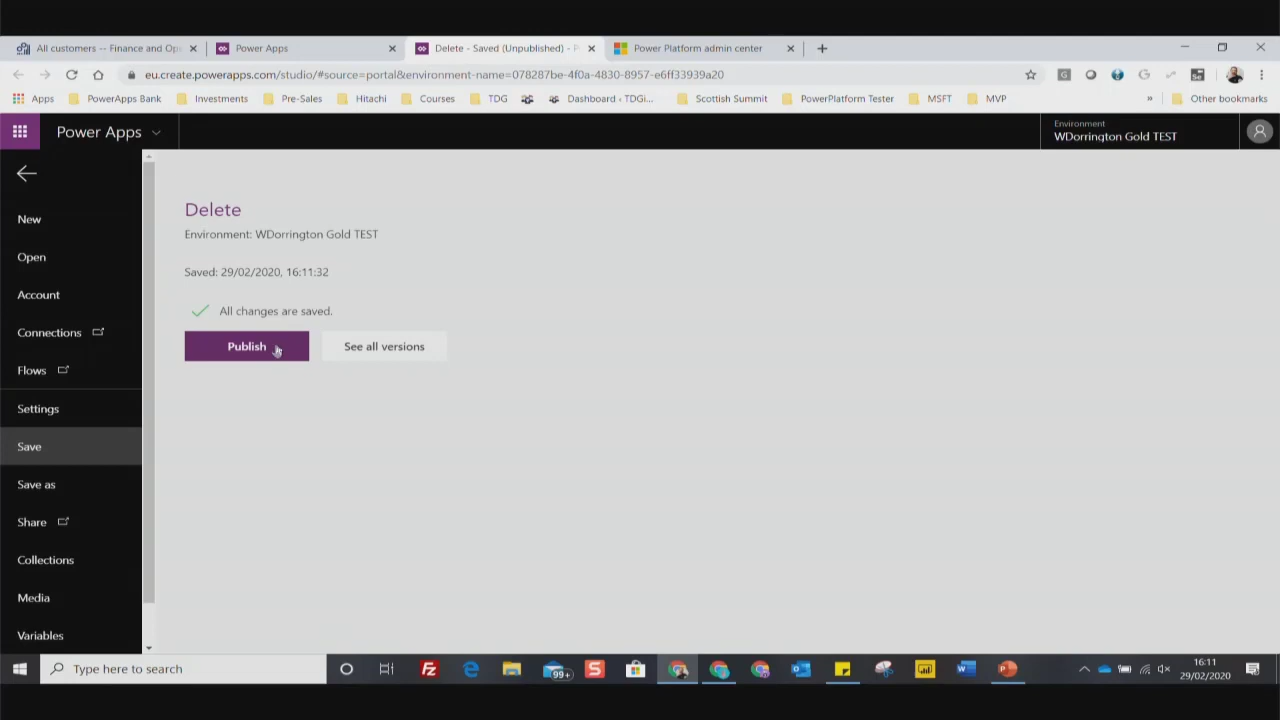 All customers -- Finance and Op
Power Apps
Delete - Saved (Unpublished) - P
Power Platform admin center
eu.create.powerapps.com/studio/#source=portal&environment-name=078287be-4f0a-4830-8957-e6ff33939a20
Apps
PowerApps Bank
Investments
Pre-Sales
Hitachi
Courses
TDG
Dashboard ‹ TDGi...
Scottish Summit
PowerPlatform Tester
MSFT
MVP
»
Other bookmarks
Power Apps
Environment
WDorrington Gold TEST
New
Open
Account
Connections
Flows
Settings
Save
Save as
Share
Collections
Media
Variables
Delete
Environment: WDorrington Gold TEST
Saved: 29/02/2020, 16:11:32
All changes are saved.
Publish
See all versions
Type here to search
99+
16:11
29/02/2020